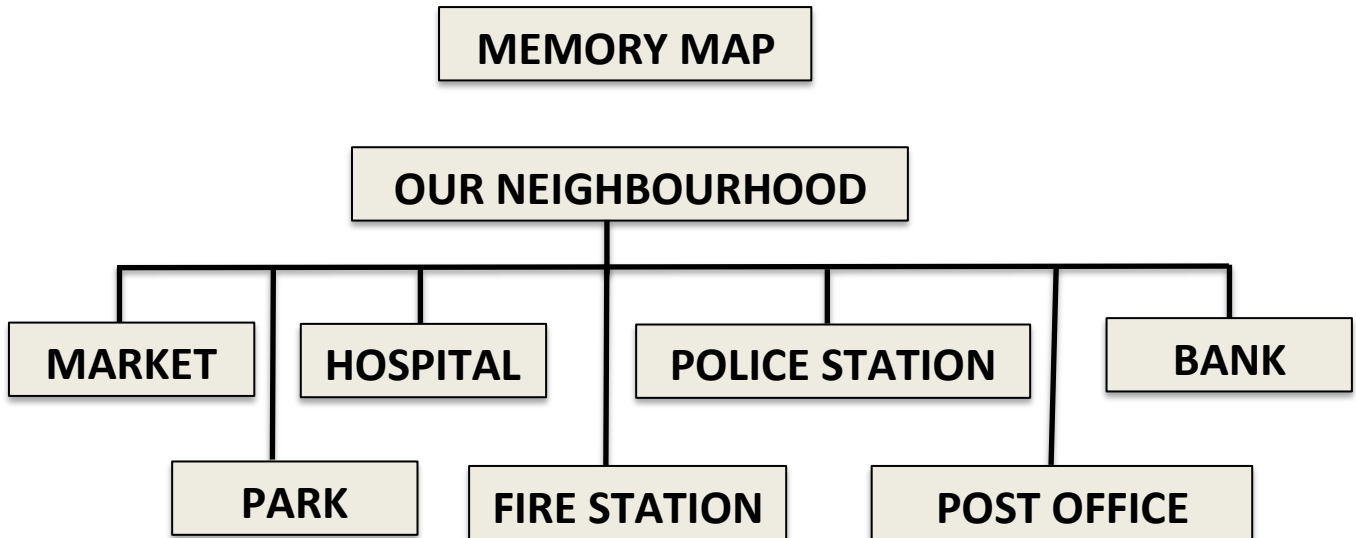 MEMORY MAP
OUR NEIGHBOURHOOD
MARKET
HOSPITAL
POLICE STATION
BANK
PARK
FIRE STATION
POST OFFICE